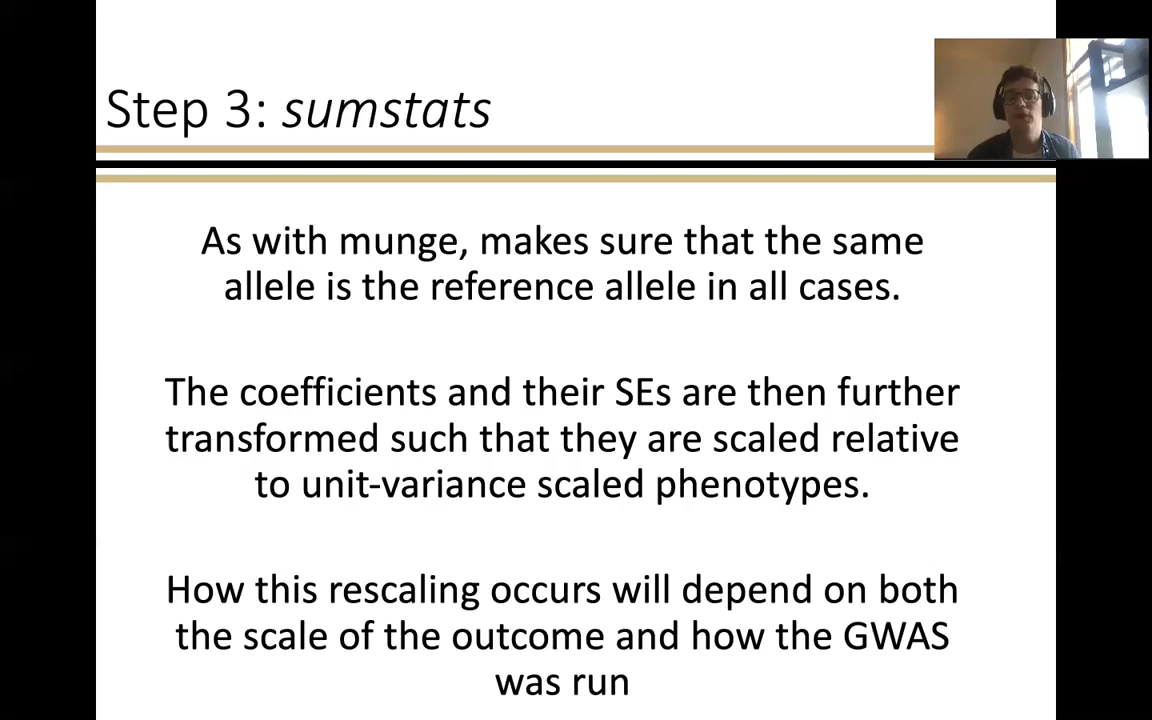 Step 3: sumstats
As with munge, makes sure that the same
allele is the reference allele in all cases.
The coefficients and their SEs are then further
transformed such that they are scaled relative
to unit-variance scaled phenotypes.
How this rescaling occurs will depend on both
the scale of the outcome and how the GWAS
was run